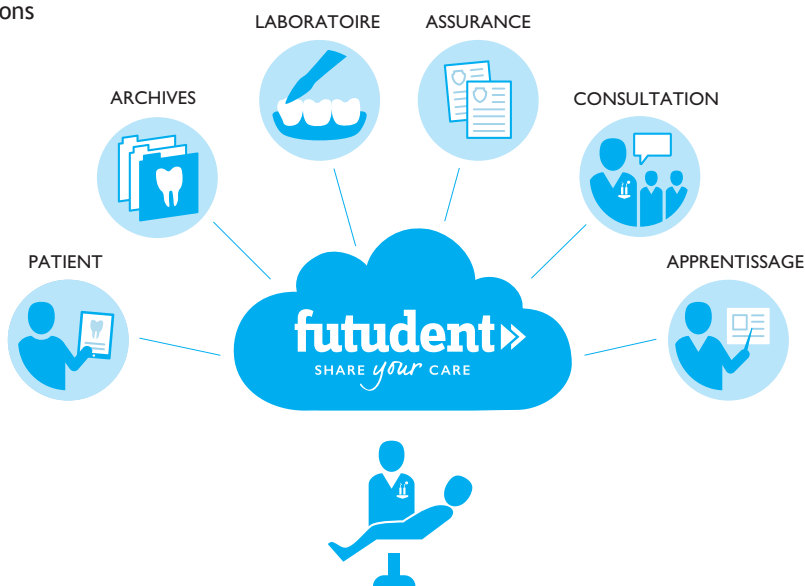 ons
LABORATOIRE
ASSURANCE
ARCHIVES
CONSULTATION
PATIENT
APPRENTISSAGE
futudent
SHARE your CARE